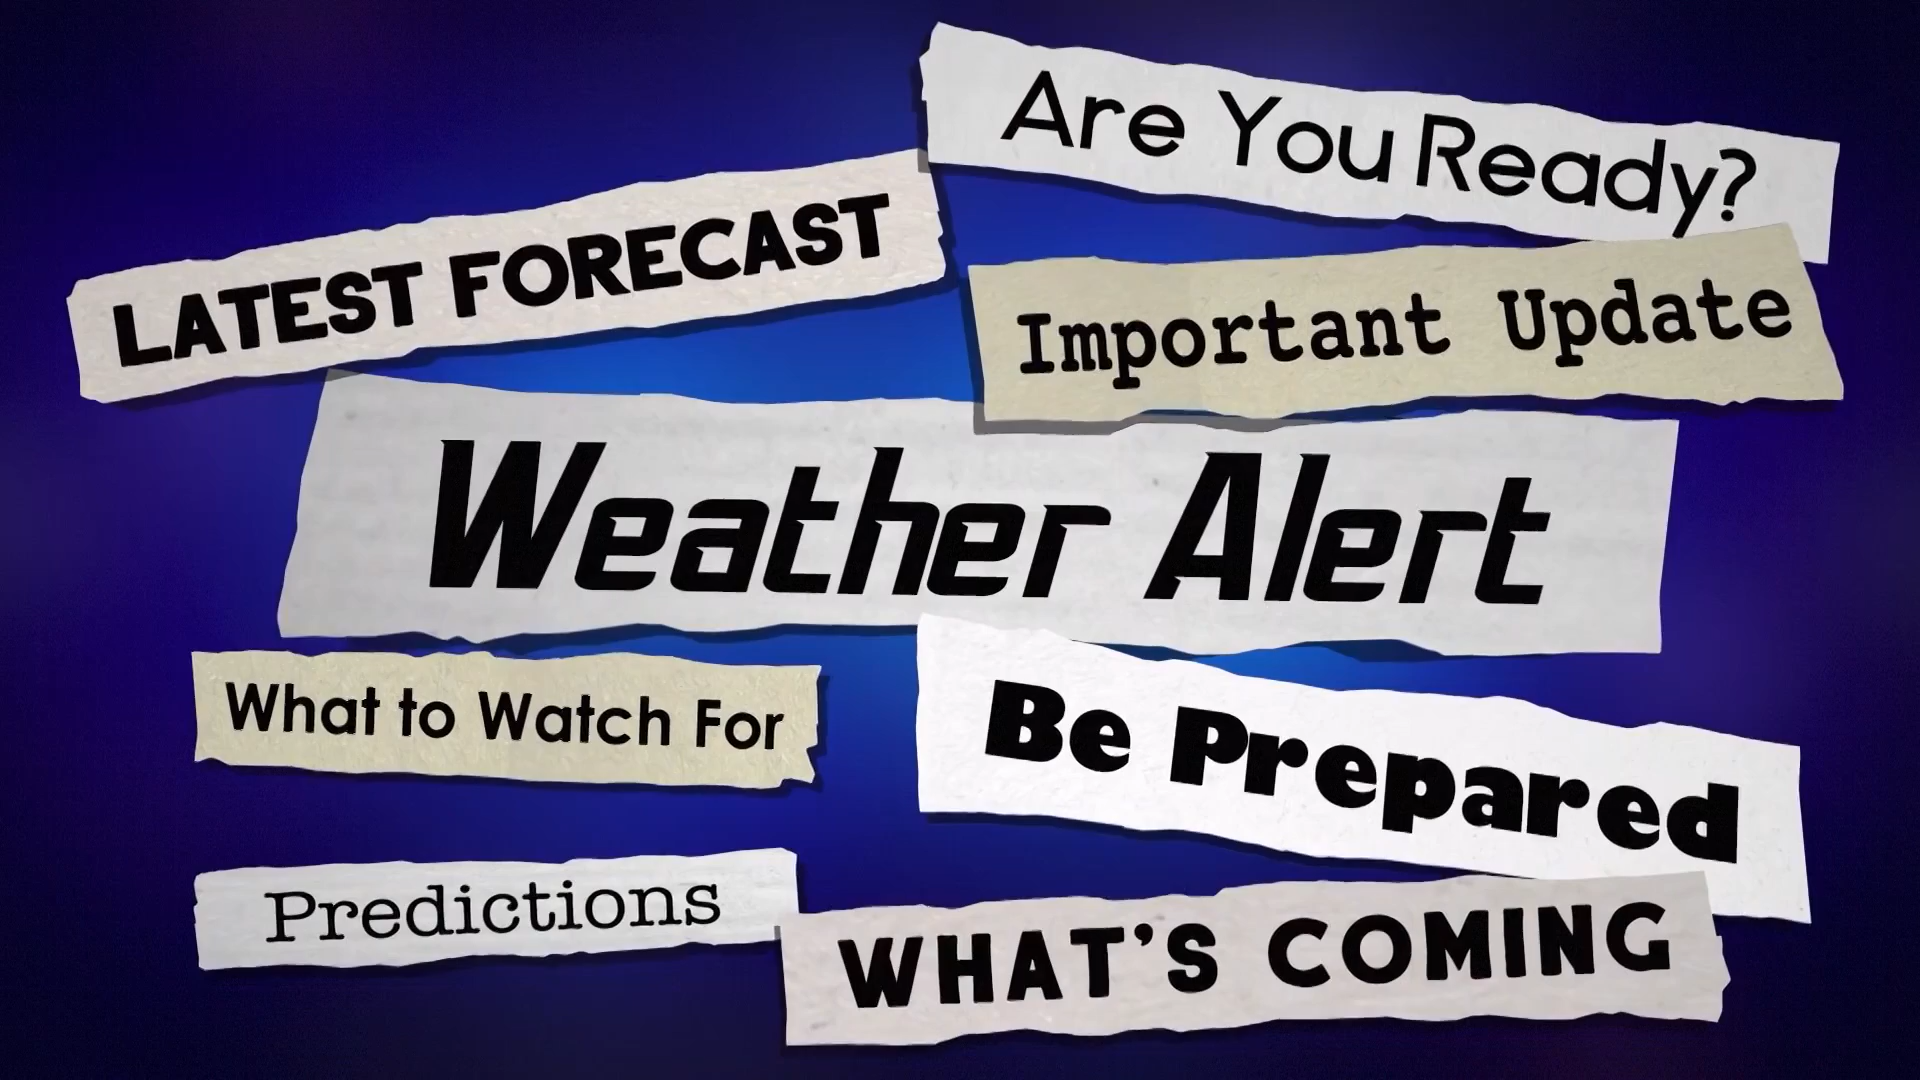 Are You Ready?
LATEST FORECAST
Important Update
Weather Alert
What to Watch For
Be Prepared
Predictions
WHAT'S COMING